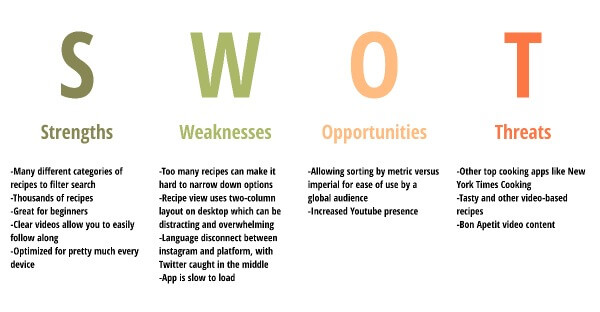 S
W
O
T
Strengths
Weaknesses
Opportunities
Threats
-Many different categories of
recipes to filter search
-Thousands of recipes
-Great for beginners
-Clear videos allow you to easily
follow along
-Optimized for pretty much every
device
-Too many recipes can make it
hard to narrow down options
-Recipe view uses two-column
layout on desktop which can be
distracting and overwhelming
-Language disconnect between
instagram and platform, with
Twitter caught in the middle
-App is slow to load
-Allowing sorting by metric versus
imperial for ease of use by a
global audience
-Increased Youtube presence
-Other top cooking apps like New
York Times Cooking
-Tasty and other video-based
recipes
-Bon Apetit video content